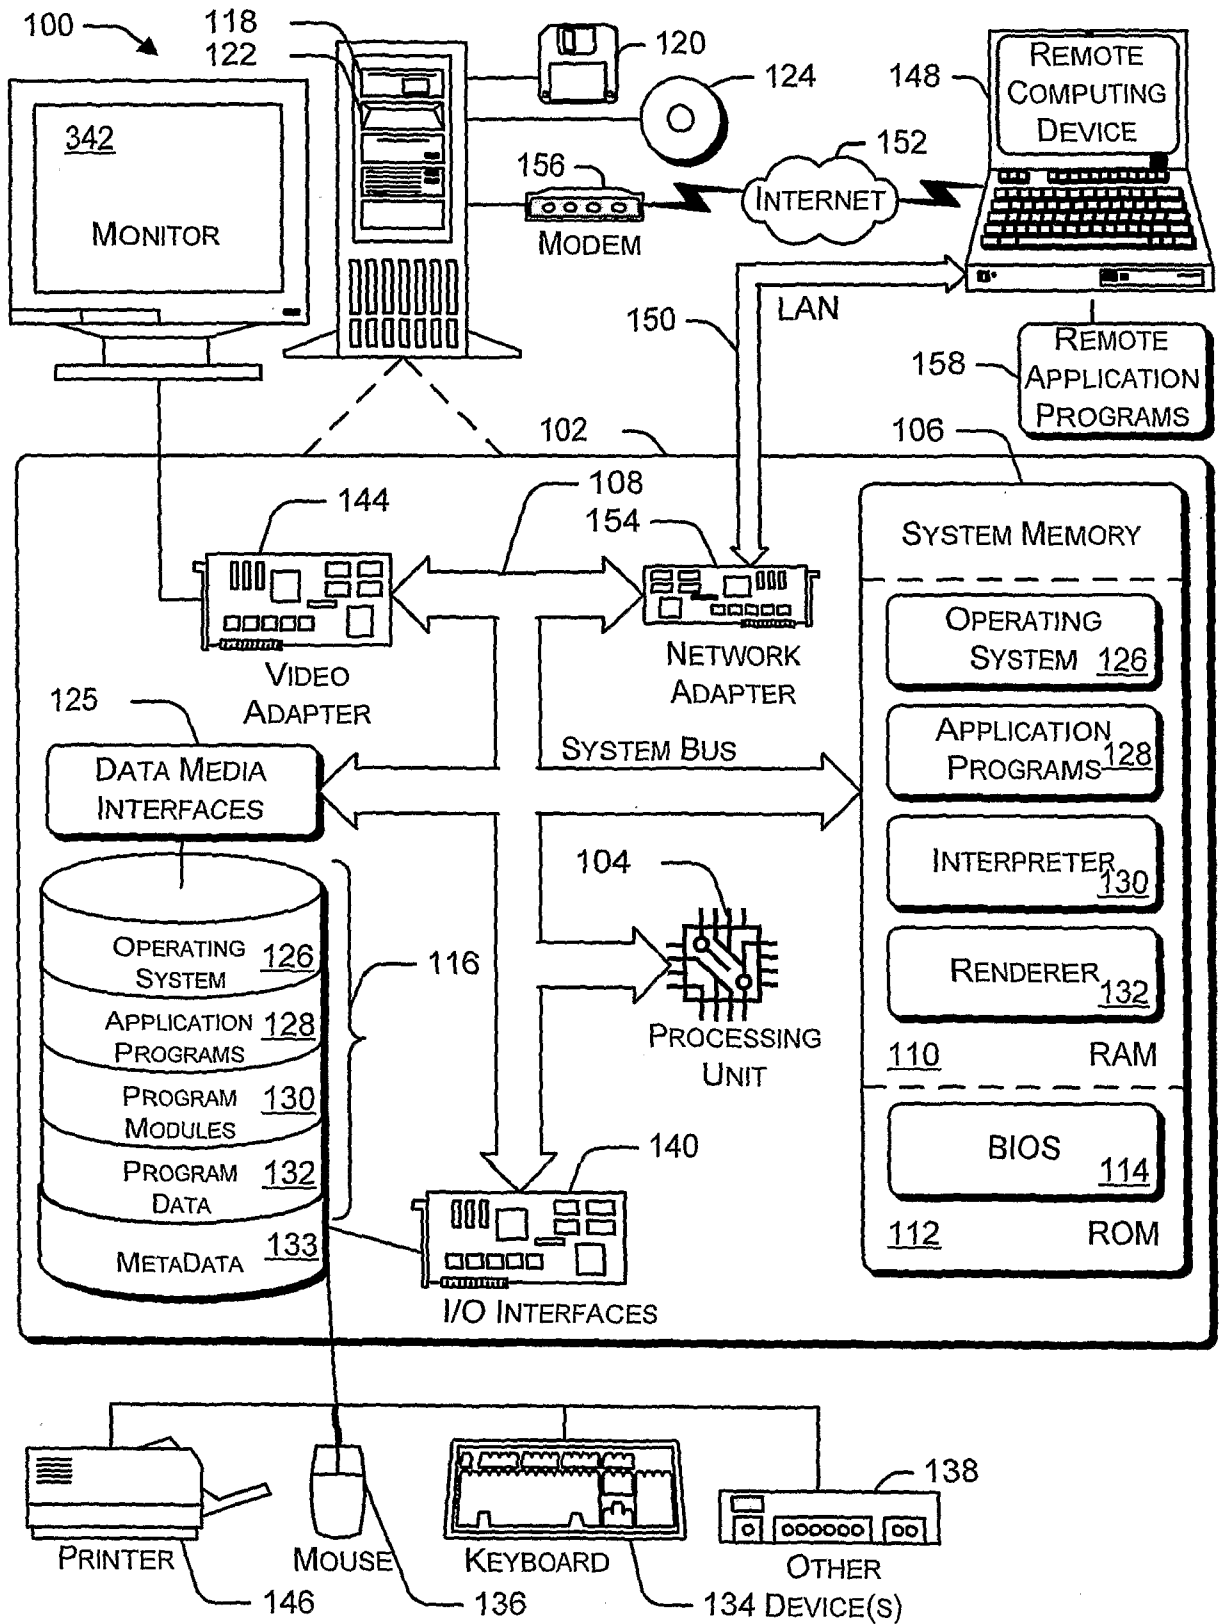 100
118
122
120
124
148
REMOTE
COMPUTING
DEVICE
342
MONITOR
156
MODEM
152
INTERNET
LAN
150
158
REMOTE
APPLICATION
PROGRAMS
102
106
144
108
154
SYSTEM MEMORY
VIDEO
ADAPTER
NETWORK
ADAPTER
OPERATING
SYSTEM 126
125
DATA MEDIA
INTERFACES
SYSTEM BUS
APPLICATION
PROGRAMS 128
INTERPRETER
130
104
OPERATING
SYSTEM 126
116
RENDERER
132
APPLICATION
PROGRAMS 128
PROCESSING
UNIT
110 RAM
PROGRAM
MODULES 130
BIOS
114
PROGRAM
DATA 132
140
112 ROM
METADATA 133
I/O INTERFACES
138
PRINTER
MOUSE
KEYBOARD
OTHER
DEVICE(S)
146
136
134